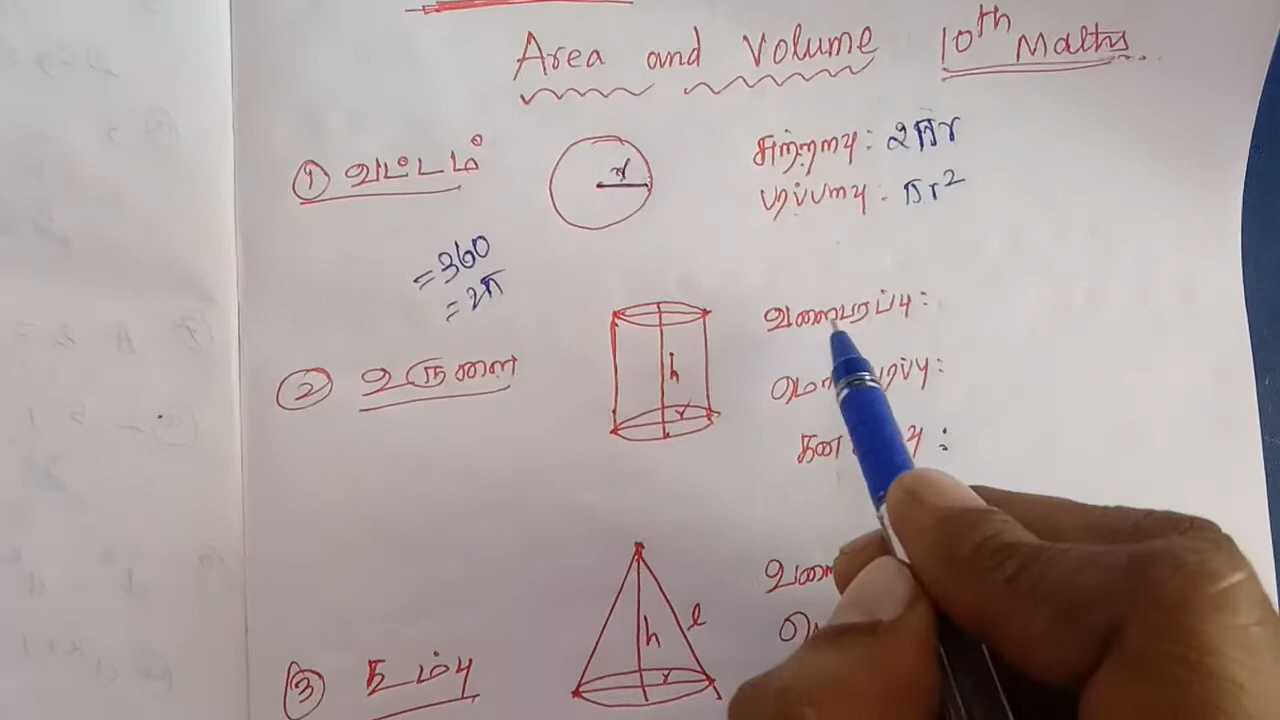 Area and Volume 10th Maths
① வட்டம் r சுற்றளவு : 2πr
பரப்பளவு : πr²
= 360
= 2π
② உருளை h r வளைபரப்பு :
:
:
③ கூம்பு h l r